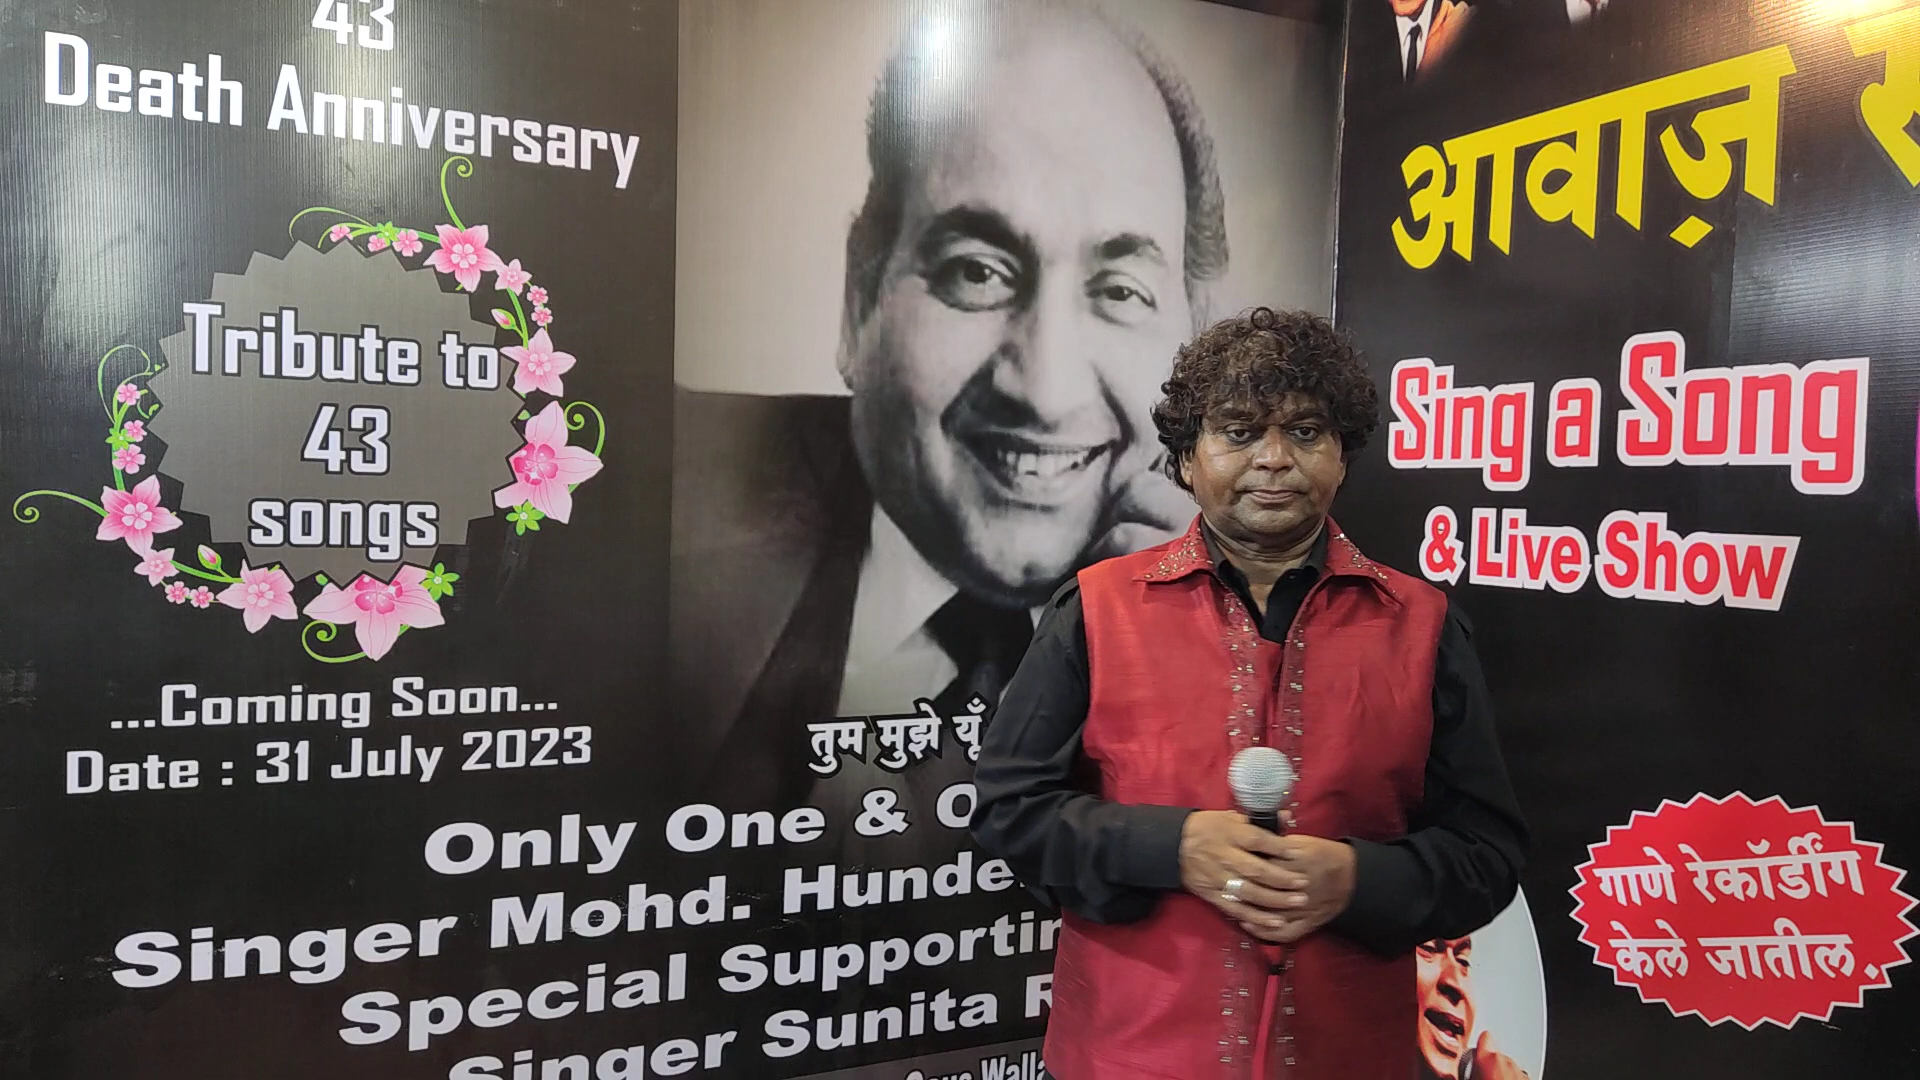 43
Death Anniversary
Tribute to
43
songs
...Coming Soon...
Date : 31 July 2023
तुम मुझे यूँ
Only One & O
Singer Mohd. Hunde
Special Supportin
Singer Sunita R
Walla
आवाज़
Sing a Song
& Live Show
गाणे रेकॉर्डींग
केले जातील.